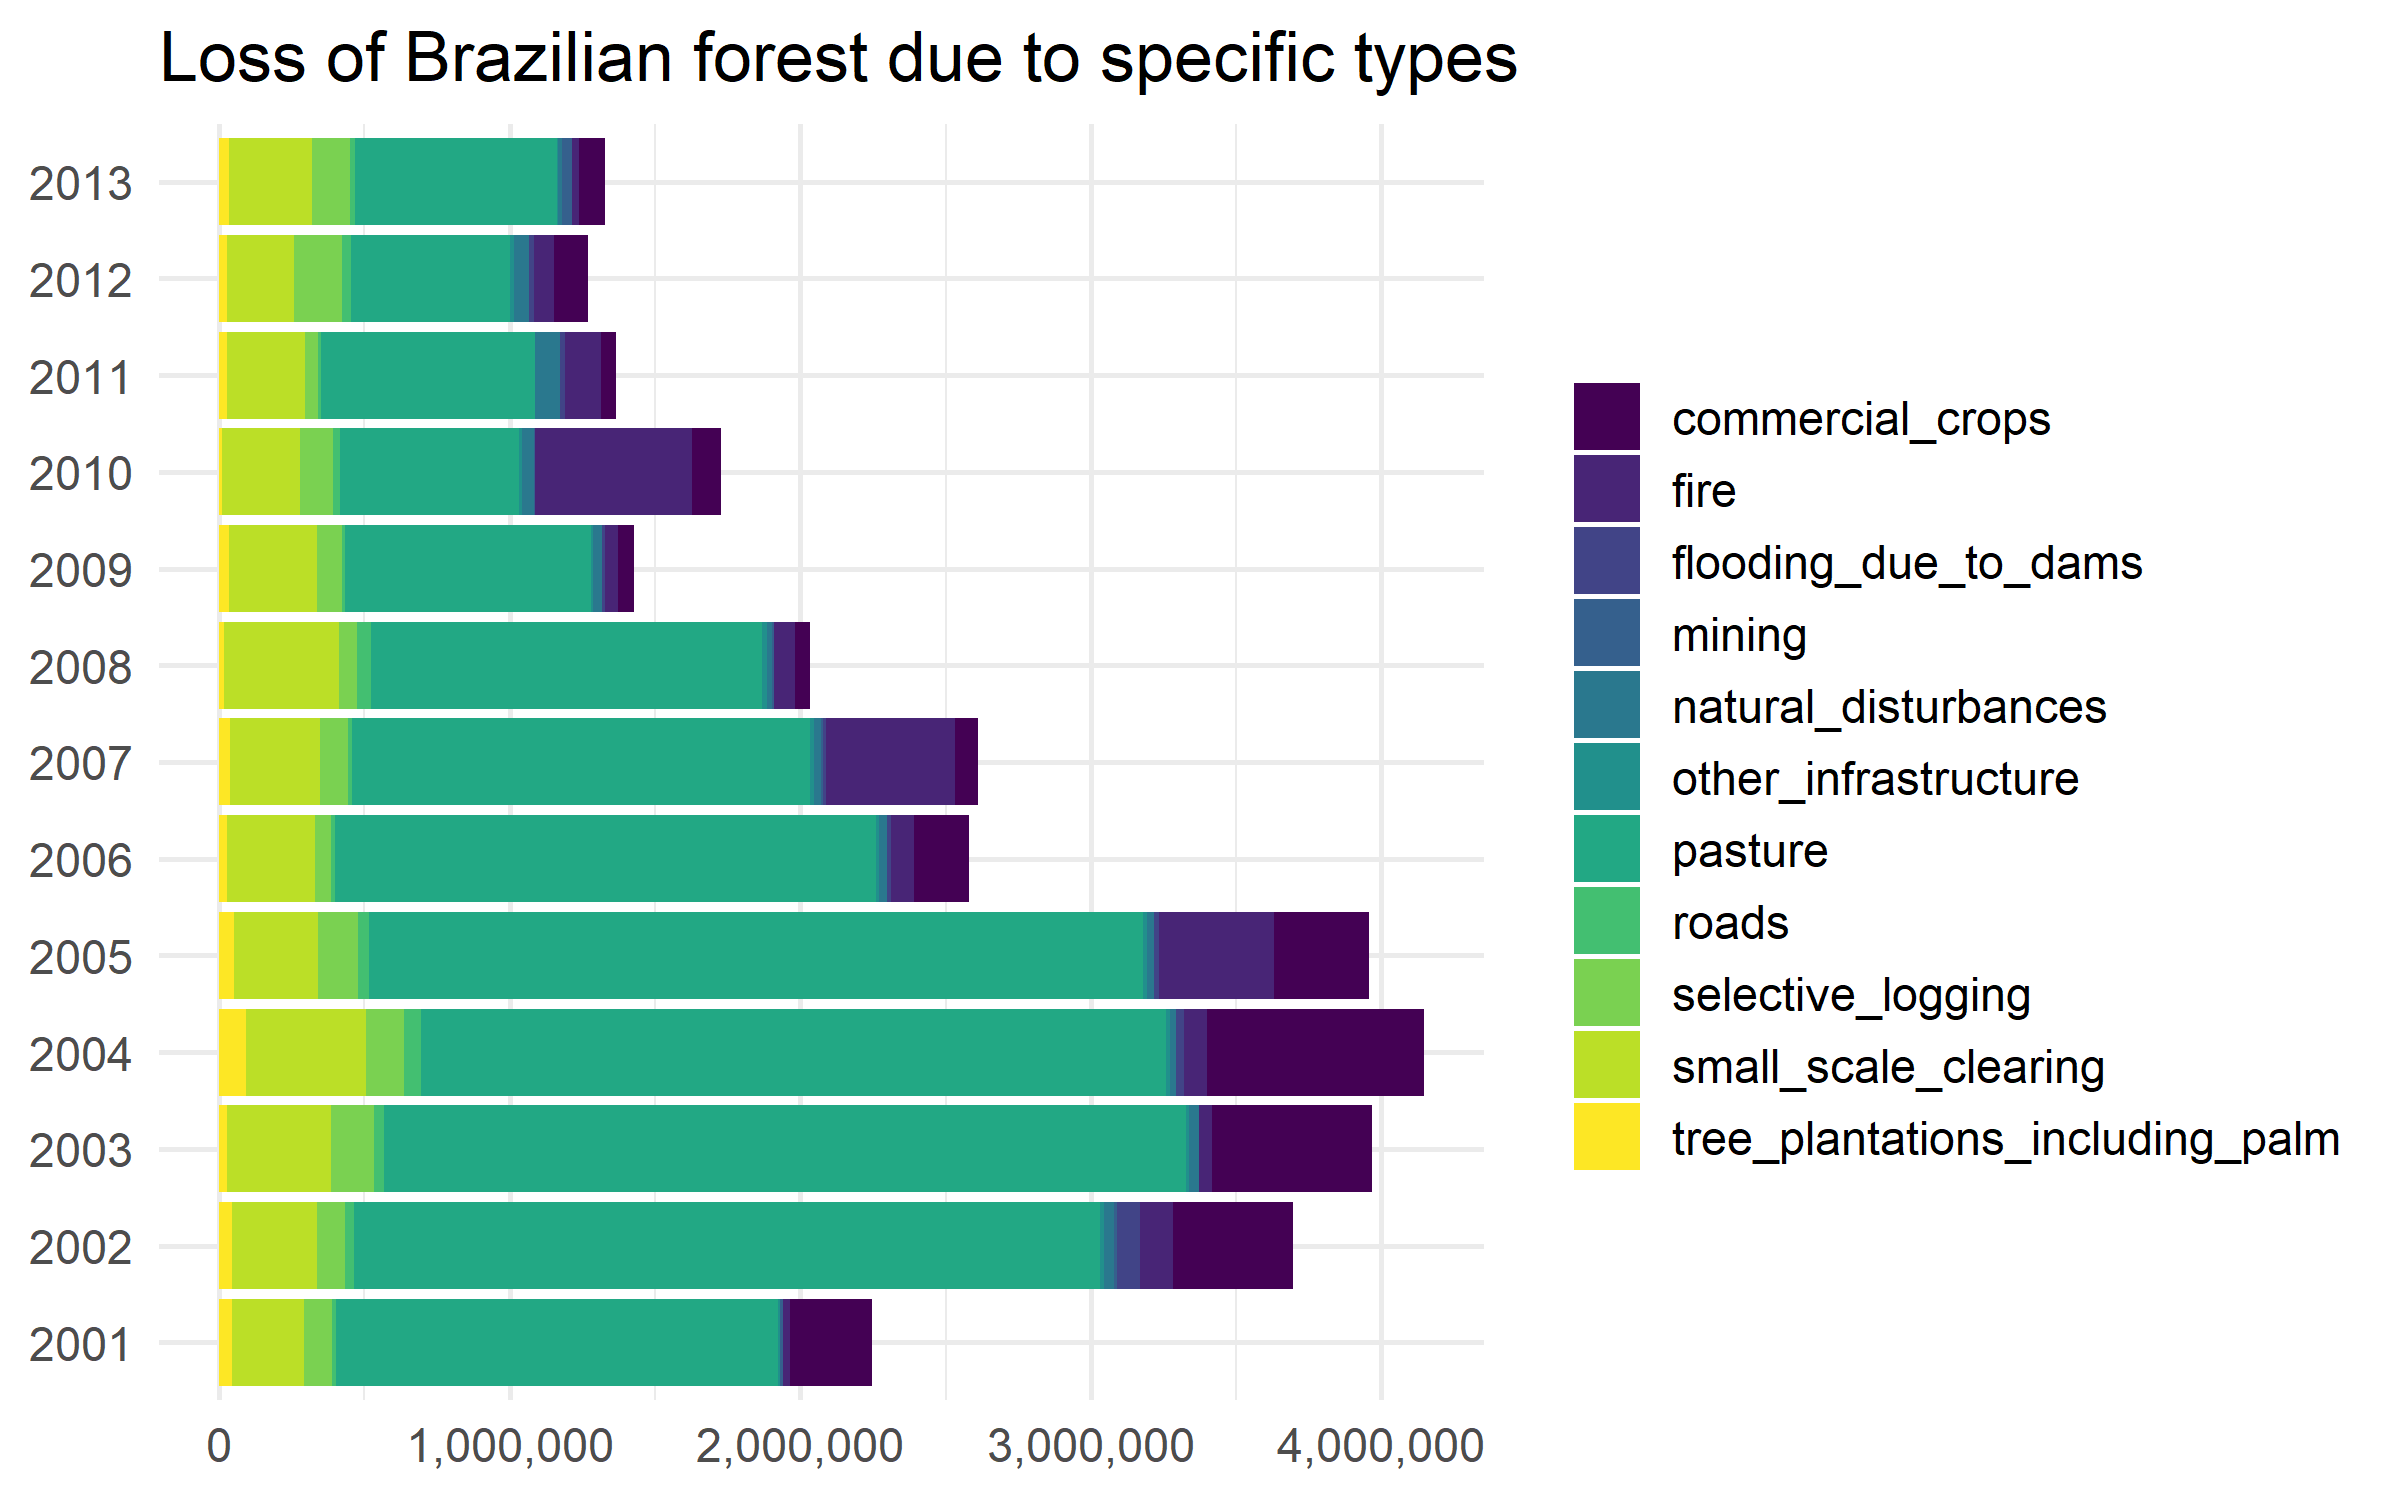 Loss of Brazilian forest due to specific types
2013
2012
2011
2010
2009
2008
2007
2006
2005
2004
2003
2002
2001
0 1,000,000 2,000,000 3,000,000 4,000,000
commercial_crops
fire
flooding_due_to_dams
mining
natural_disturbances
other_infrastructure
pasture
roads
selective_logging
small_scale_clearing
tree_plantations_including_palm